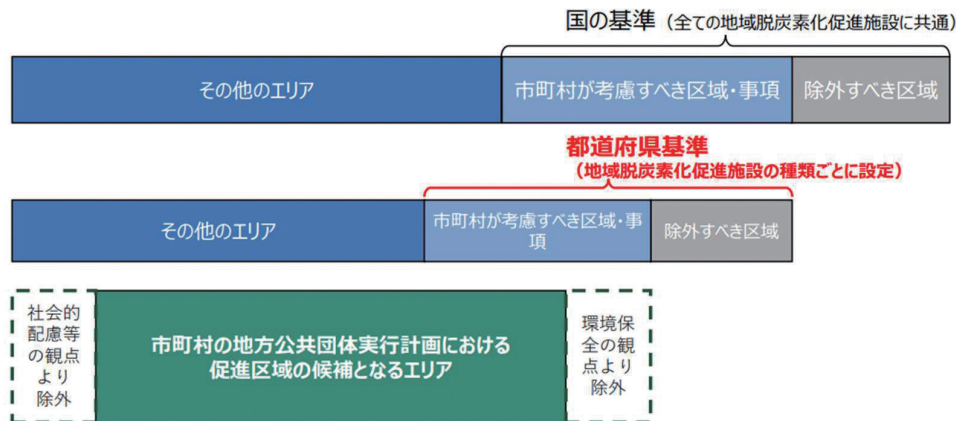 国の基準（全ての地域脱炭素化促進施設に共通）
その他のエリア
市町村が考慮すべき区域・事項
除外すべき区域
都道府県基準
（地域脱炭素化促進施設の種類ごとに設定）
その他のエリア
市町村が考慮すべき区域・事
項
除外すべき区域
社会的
配慮等
の観点
より
除外
市町村の地方公共団体実行計画における
促進区域の候補となるエリア
環境保
全の観
点より
除外